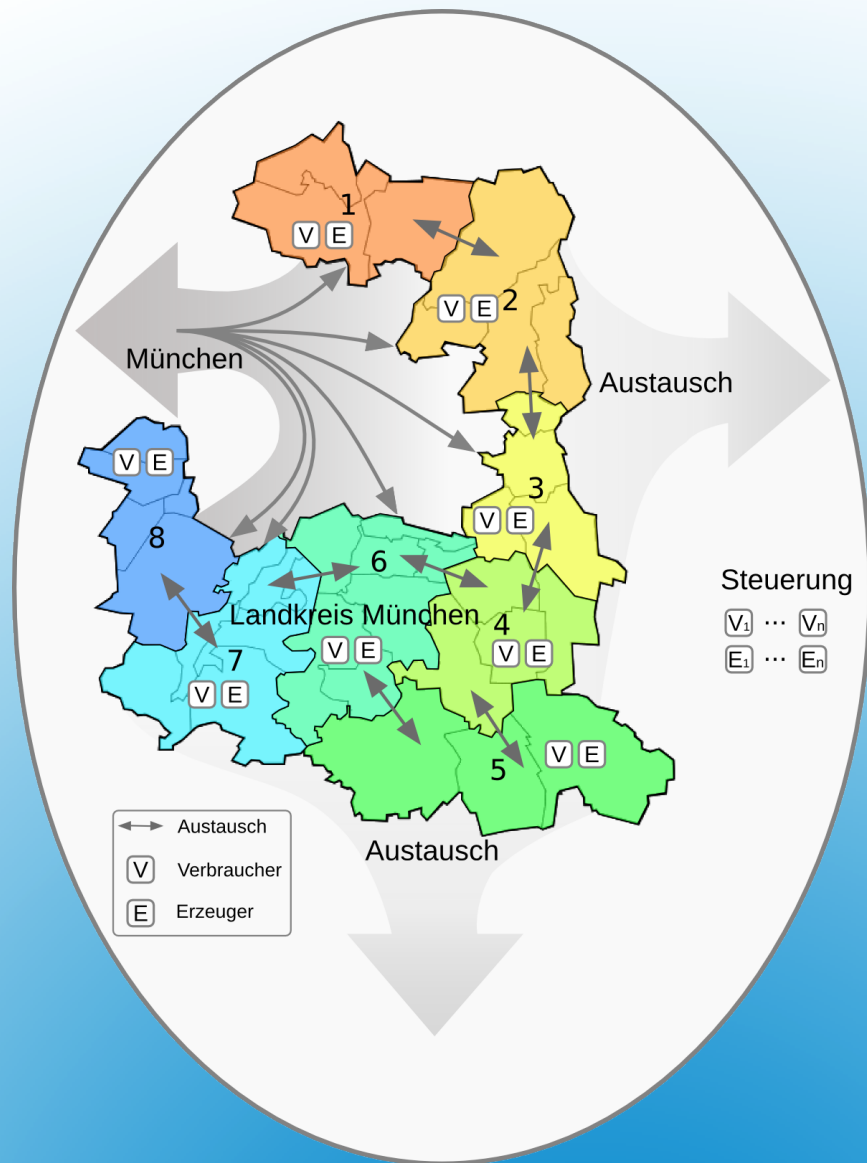 1
V E
2
V E
München
Austausch
V E
3
V E
8
6
Steuerung
Landkreis München
4
V₁ ··· Vₙ
V E
V E
E₁ ··· Eₙ
7
V E
V E
5
Austausch
Austausch
V Verbraucher
E Erzeuger